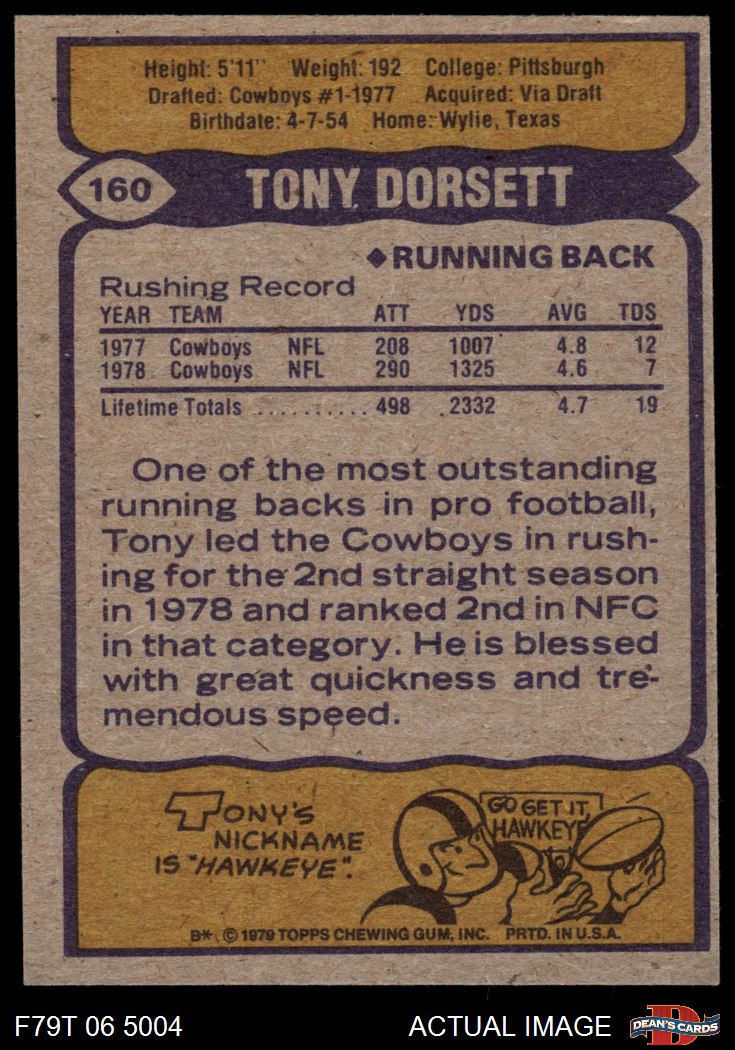 Height: 5'11" Weight: 192 College: Pittsburgh
Drafted: Cowboys #1-1977 Acquired: Via Draft
Birthdate: 4-7-54 Home: Wylie, Texas
160 TONY DORSETT
◆RUNNING BACK
Rushing Record
YEAR TEAM ATT YDS AVG TDS
1977 Cowboys NFL 208 1007 4.8 12
1978 Cowboys NFL 290 1325 4.6 7
Lifetime Totals .......... 498 2332 4.7 19
One of the most outstanding
running backs in pro football,
Tony led the Cowboys in rush-
ing for the 2nd straight season
in 1978 and ranked 2nd in NFC
in that category. He is blessed
with great quickness and tre-
mendous speed.
TONY'S
NICKNAME
IS "HAWKEYE".
GO GET IT,
HAWKEYE
B* © 1979 TOPPS CHEWING GUM, INC. PRTD. IN U.S.A.
F79T 06 5004 ACTUAL IMAGE
D
DEAN'S CARDS